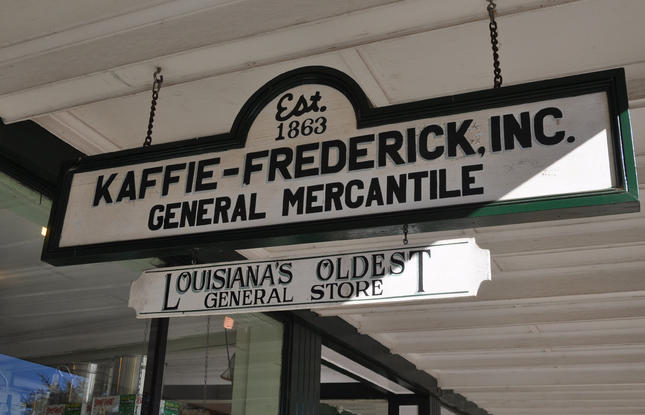 Est.
1863
KAFFIE-FREDERICK, INC.
GENERAL MERCANTILE
LOUISIANA'S OLDEST
GENERAL STORE